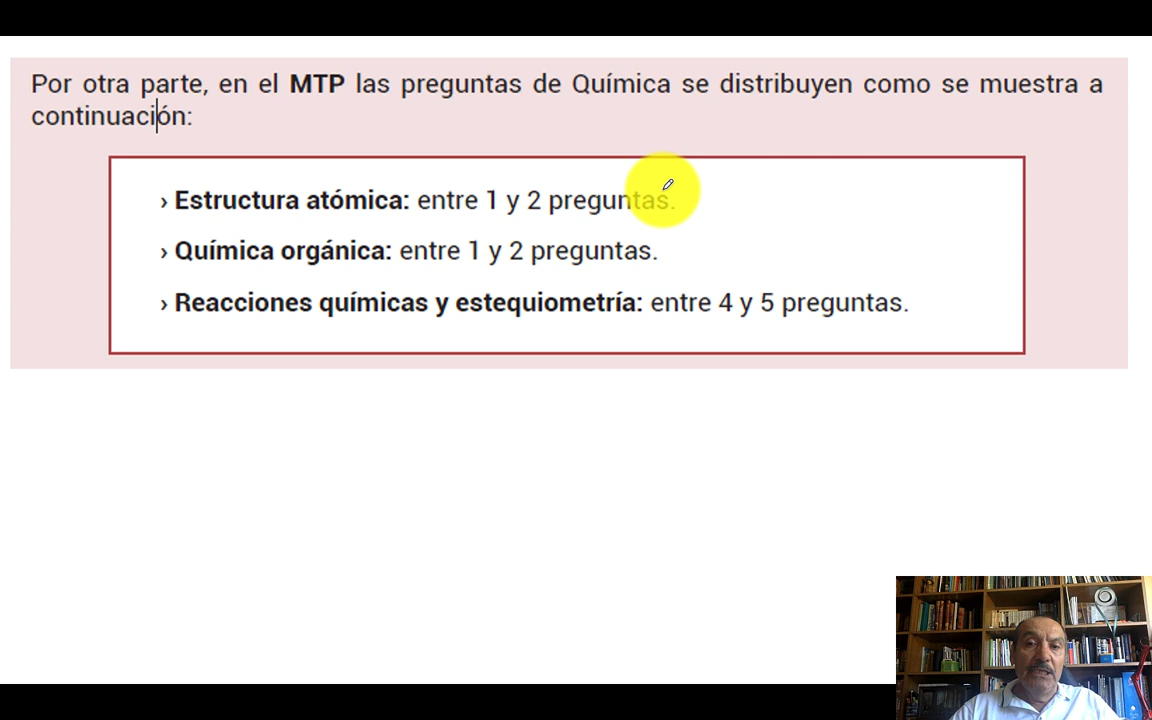 Por otra parte, en el MTP las preguntas de Química se distribuyen como se muestra a
continuación:
› Estructura atómica: entre 1 y 2 preguntas.
› Química orgánica: entre 1 y 2 preguntas.
› Reacciones químicas y estequiometría: entre 4 y 5 preguntas.